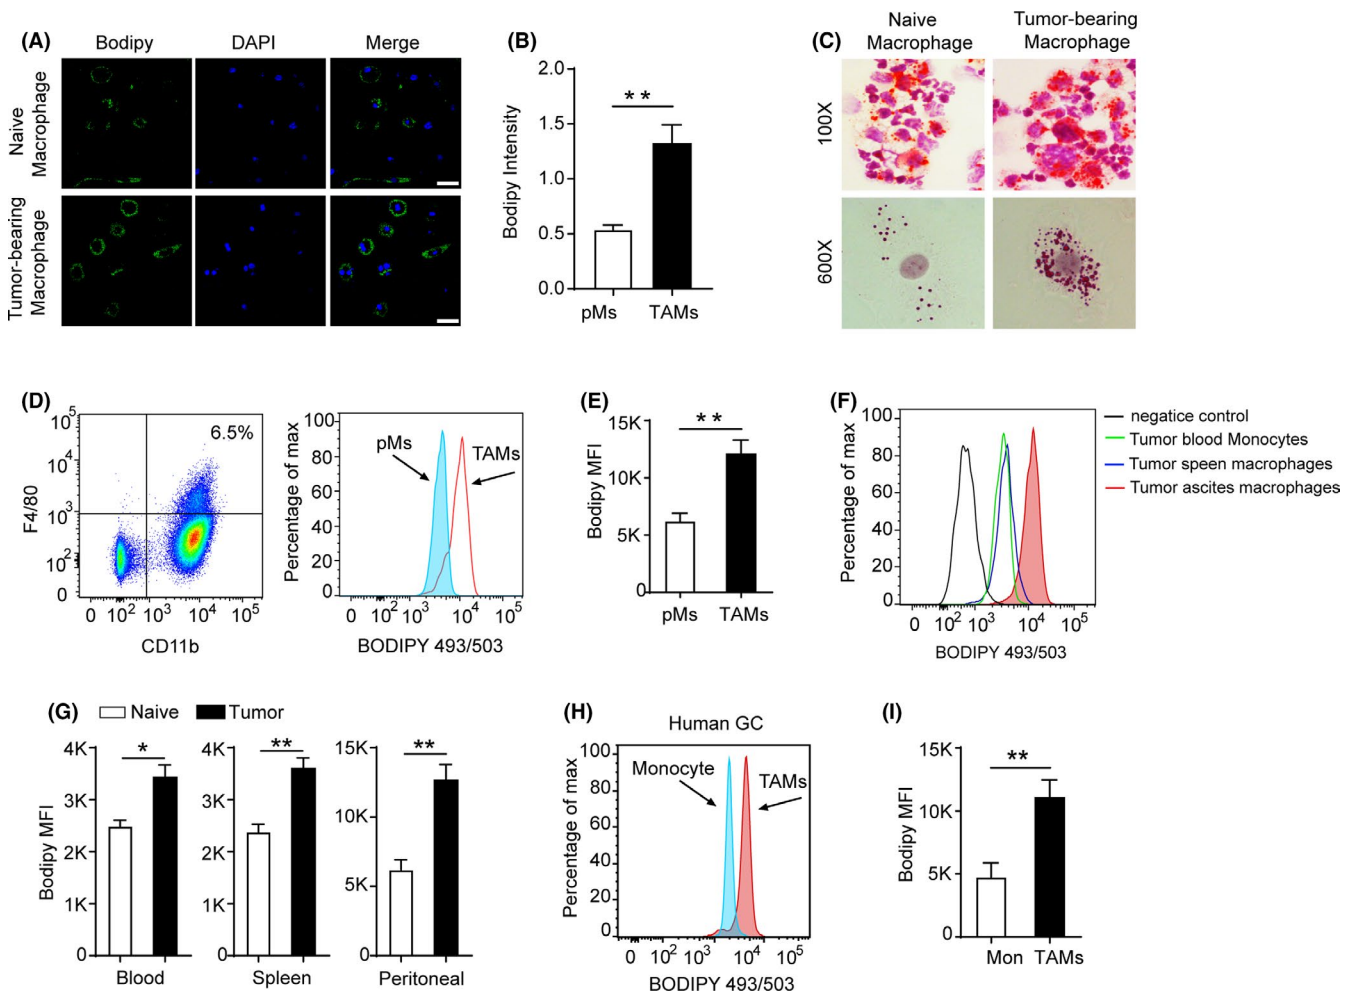 (A)
Bodipy
DAPI
Merge
Naive
Macrophage
Tumor-bearing
Macrophage
(B)
Bodipy Intensity
2.0
1.5
1.0
0.5
0.0
**
pMs
TAMs
(C)
Naive
Macrophage
Tumor-bearing
Macrophage
100X
600X
(D)
F4/80
10^5
10^4
10^3
10^2
0
6.5%
0 10^2 10^3 10^4 10^5
CD11b
Percentage of max
100
80
60
40
20
0
pMs
TAMs
0 10^2 10^3 10^4 10^5
BODIPY 493/503
(E)
Bodipy MFI
15K
10K
5K
0
**
pMs
TAMs
(F)
Percentage of max
100
80
60
40
20
0
0 10^2 10^3 10^4 10^5
BODIPY 493/503
negatice control
Tumor blood Monocytes
Tumor speen macrophages
Tumor ascites macrophages
(G)
Naive
Tumor
Bodipy MFI
4K
3K
2K
1K
0
*
Blood
4K
3K
2K
1K
0
**
Spleen
15K
10K
5K
0
**
Peritoneal
(H)
Human GC
Percentage of max
100
80
60
40
20
0
Monocyte
TAMs
0 10^2 10^3 10^4 10^5
BODIPY 493/503
(I)
Bodipy MFI
15K
10K
5K
0
**
Mon
TAMs